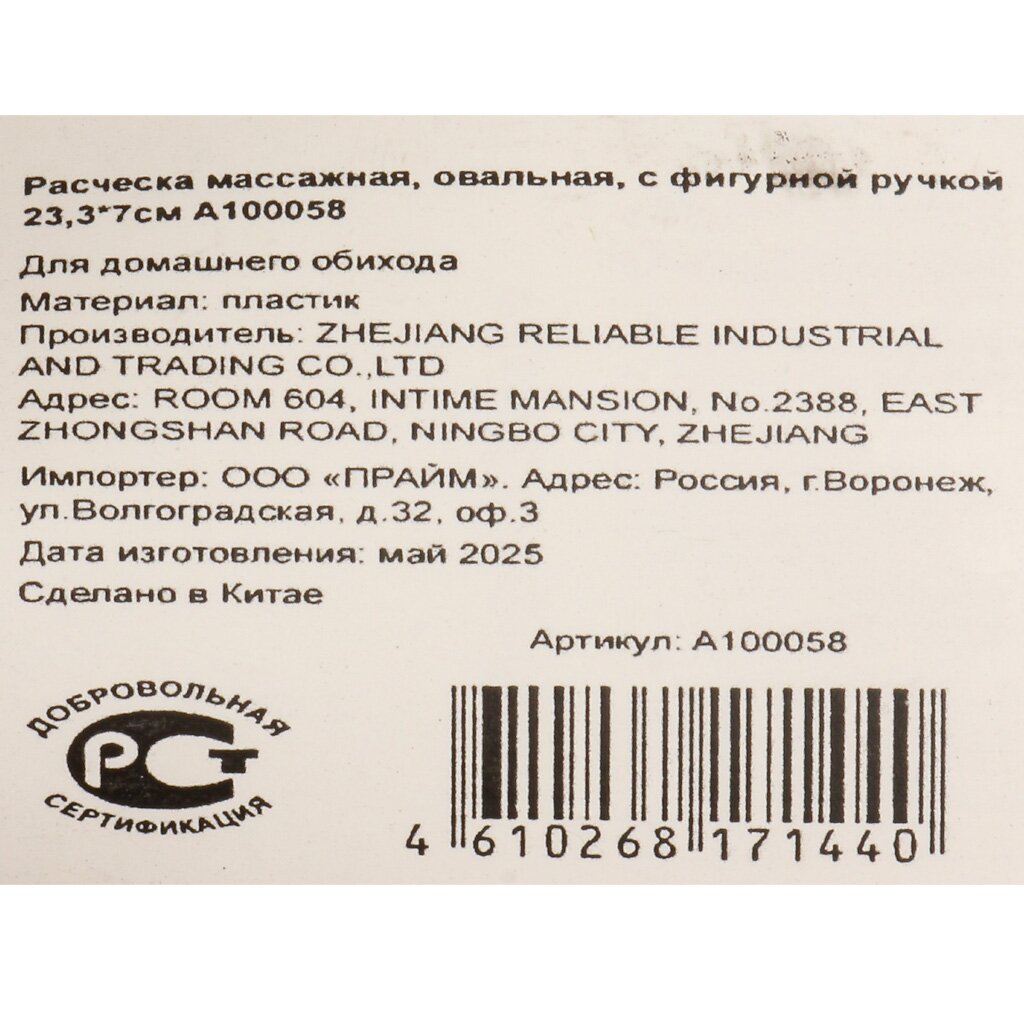 Расческа массажная, овальная, с фигурной ручкой
23,3*7см А100058
Для домашнего обихода
Материал: пластик
Производитель: ZHEJIANG RELIABLE INDUSTRIAL
AND TRADING CO.,LTD
Адрес: ROOM 604, INTIME MANSION, No.2388, EAST
ZHONGSHAN ROAD, NINGBO CITY, ZHEJIANG
Импортер: ООО «ПРАЙМ». Адрес: Россия, г.Воронеж,
ул.Волгоградская, д.32, оф.3
Дата изготовления: май 2025
Сделано в Китае
Артикул: А100058
ДОБРОВОЛЬНАЯ
РСТ
СЕРТИФИКАЦИЯ
4 610268 171440